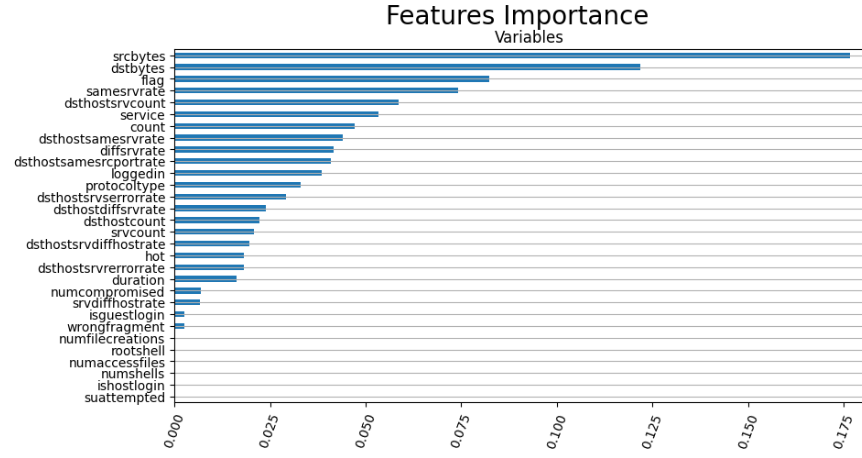 Features Importance
Variables
srcbytes
dstbytes
flag
samesrvrate
dsthostsrvcount
service
count
dsthostsamesrvrate
diffsrvrate
dsthostsamesrcportrate
loggedin
protocoltype
dsthostsrvserrorrate
dsthostdiffsrvrate
dsthostcount
srvcount
dsthostsrvdiffhostrate
hot
dsthostsrvrerrorrate
duration
numcompromised
srvdiffhostrate
isguestlogin
wrongfragment
numfilecreations
rootshell
numaccessfiles
numshells
ishostlogin
suattempted
0.000 0.025 0.050 0.075 0.100 0.125 0.150 0.175